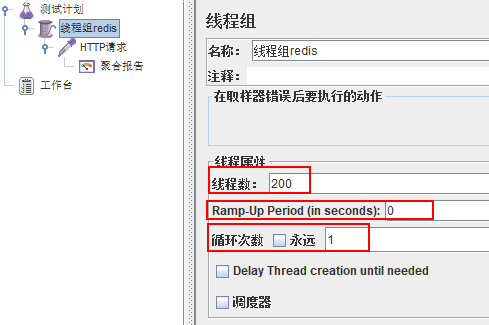 测试计划
线程组redis
HTTP请求
聚合报告
工作台
线程组
名称： 线程组redis
注释：
在取样器错误后要执行的动作
线程属性
线程数： 200
Ramp-Up Period (in seconds): 0
循环次数 永远 1
Delay Thread creation until needed
调度器